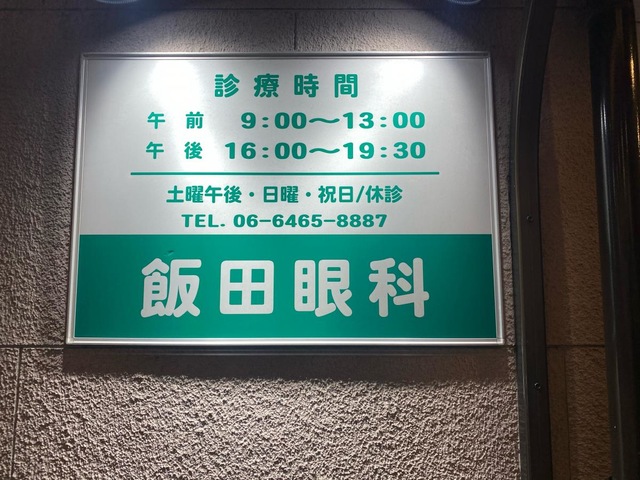 診療時間
午前 9:00〜13:00
午後 16:00〜19:30
土曜午後・日曜・祝日/休診
TEL. 06-6465-8887
飯田眼科